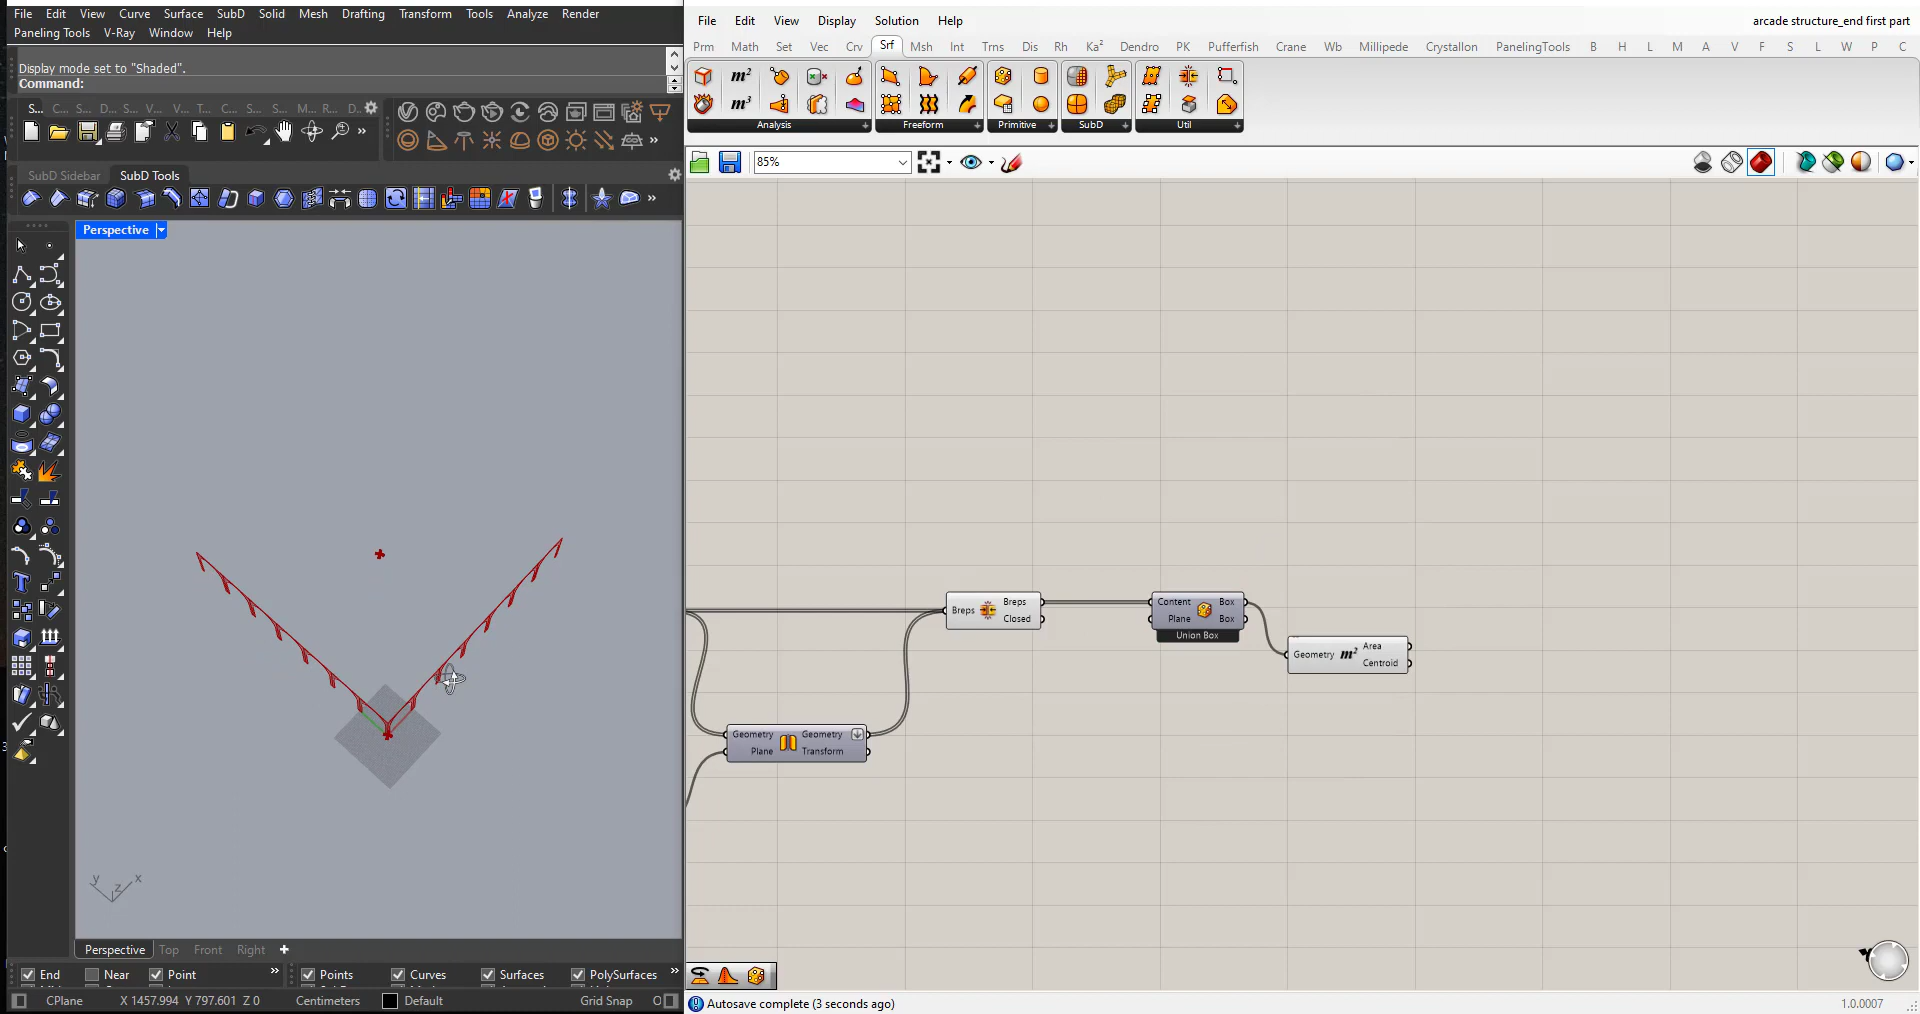 File Edit View Curve Surface SubD Solid Mesh Drafting Transform Tools Analyze Render
Paneling Tools V-Ray Window Help
Display mode set to "Shaded".
Command:
S... C... S... D... S... V... V... T... C... S... M... R... D...
SubD Sidebar SubD Tools
Perspective
y z x
Perspective Top Front Right
End Near Point Points Curves Surfaces PolySurfaces
CPlane X 1457.994 Y 797.601 Z 0 Centimeters Default Grid Snap O
File Edit View Display Solution Help arcade structure_end first part
Prm Math Set Vec Crv Srf Msh Int Trns Dis Rh Ka² Dendro PK Pufferfish Crane Wb Millipede Crystallon PanelingTools B H L M A V F S L W P C
m²
m³
Analysis Freeform Primitive SubD Util
85%
Breps Breps
Closed
Content Box
Plane Box
Union Box
Geometry m² Area
Centroid
Geometry Geometry
Plane Transform
Autosave complete (3 seconds ago)
1.0.0007